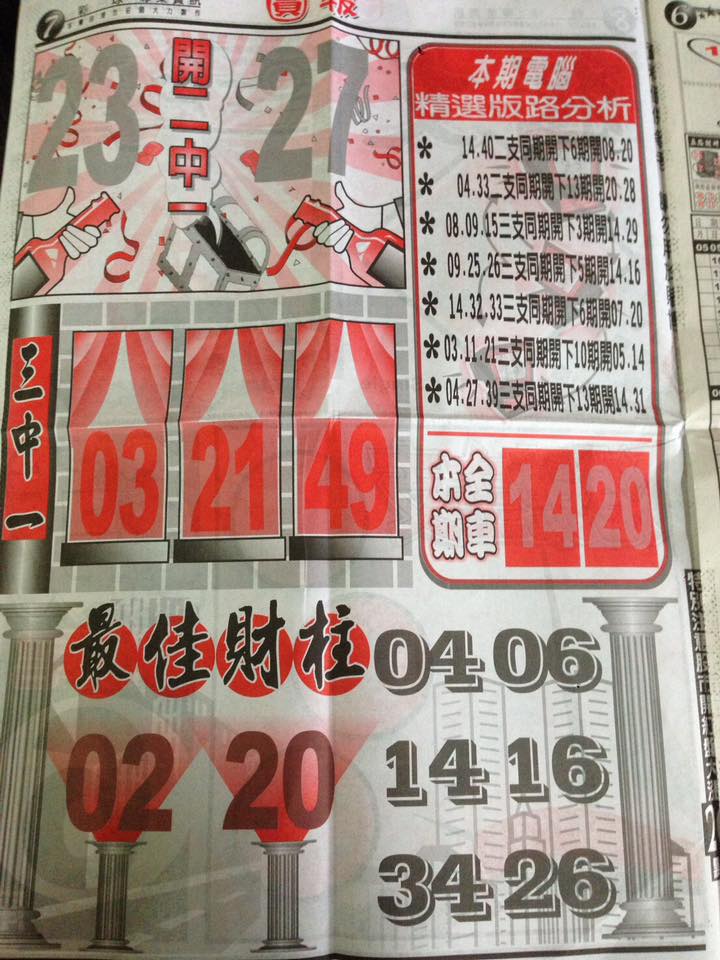 7
報
6
23
開二中一
27
本期電腦
精選版路分析
* 14.40二支同期開下6期開08.20
* 04.33二支同期開下13期開20.28
* 08.09.15三支同期開下3期開14.29
* 09.25.26三支同期開下5期開14.16
* 14.32.33三支同期開下6期開07.20
* 03.11.21三支同期開下10期開05.14
* 04.27.39三支同期開下13期開14.31
三中一
03 21 49
本期
全車
14 20
最佳財柱
02 20
04 06
14 16
34 26